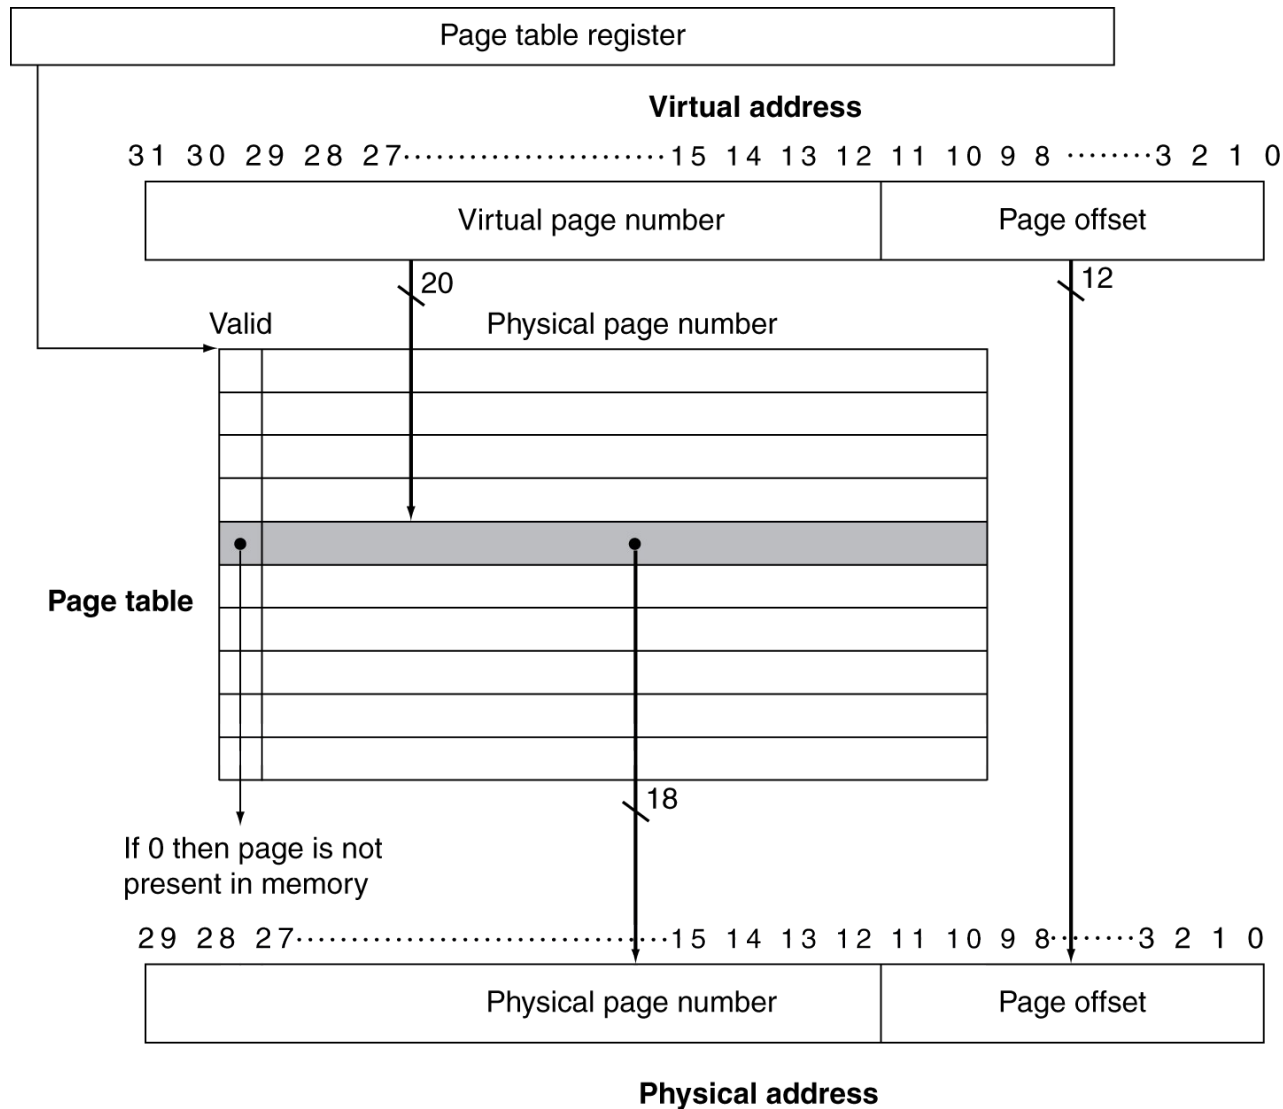 Page table register
Virtual address
31 30 29 28 27........................15 14 13 12 11 10 9 8 ........3 2 1 0
Virtual page number
Page offset
20
12
Valid
Physical page number
Page table
18
If 0 then page is not
present in memory
29 28 27..................................15 14 13 12 11 10 9 8........3 2 1 0
Physical page number
Page offset
Physical address